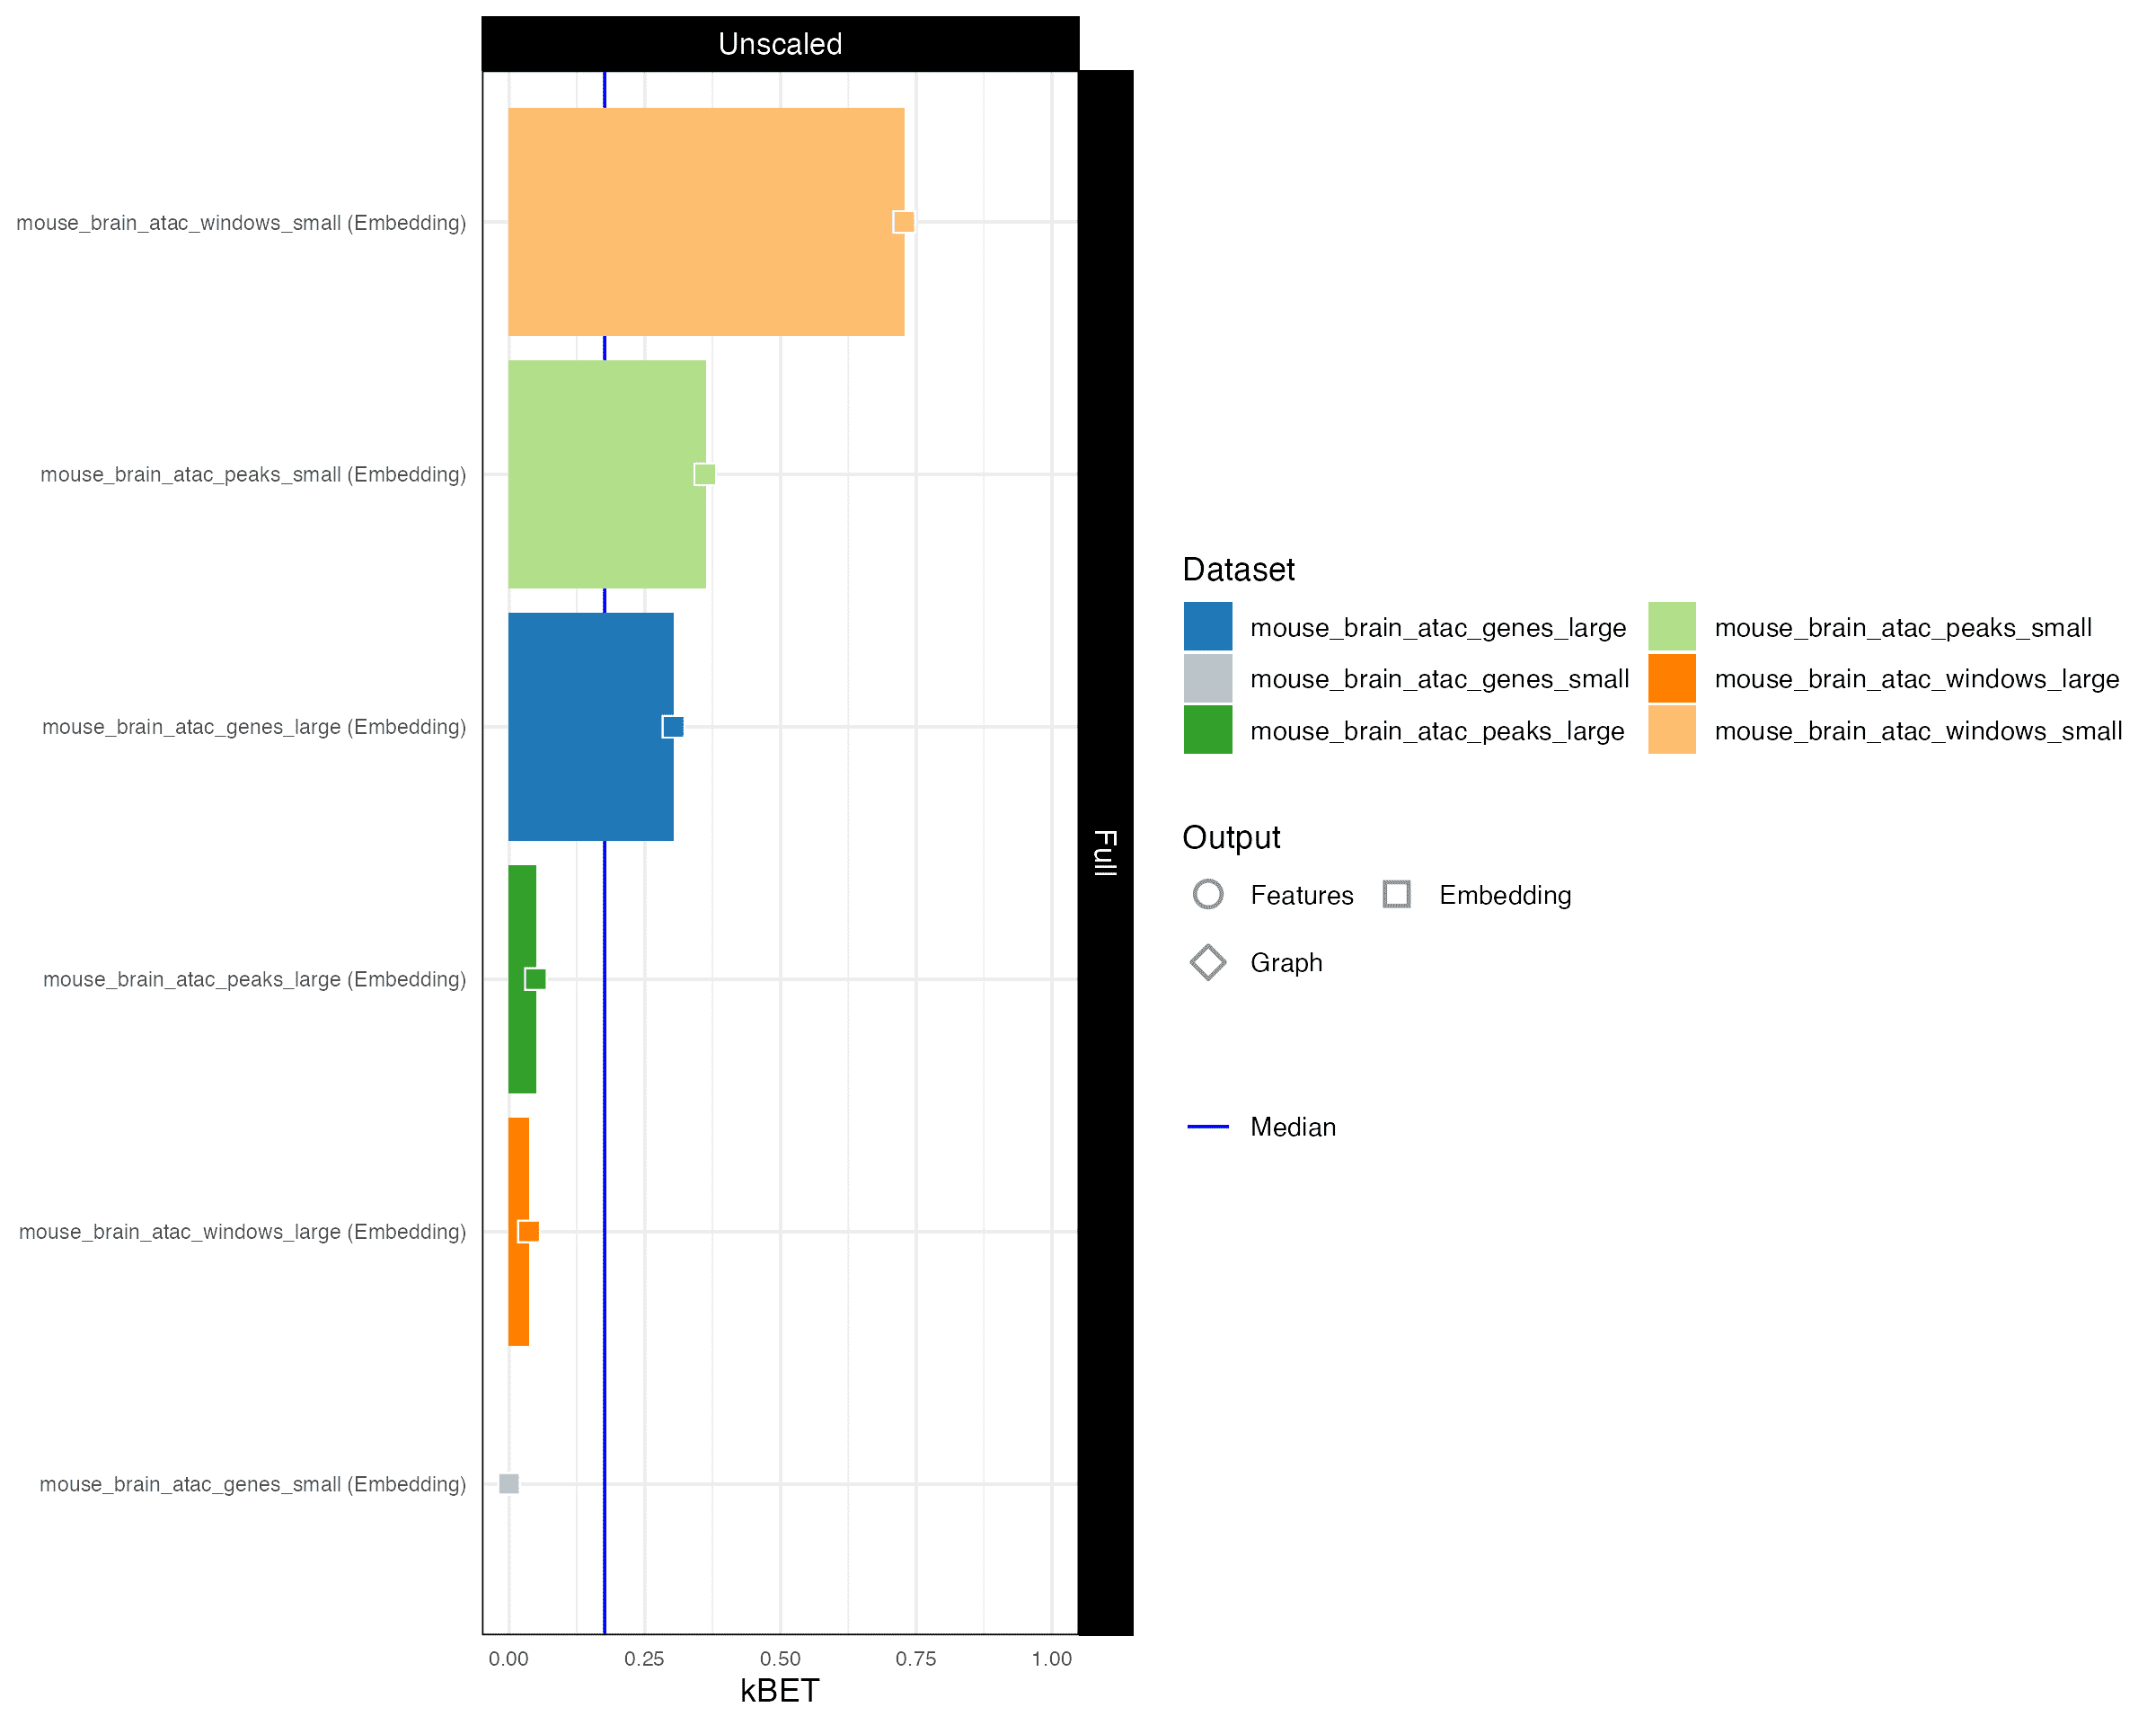 Unscaled
mouse_brain_atac_windows_small (Embedding)
mouse_brain_atac_peaks_small (Embedding)
mouse_brain_atac_genes_large (Embedding)
mouse_brain_atac_peaks_large (Embedding)
mouse_brain_atac_windows_large (Embedding)
mouse_brain_atac_genes_small (Embedding)
0.00 0.25 0.50 0.75 1.00
kBET
Full
Dataset
mouse_brain_atac_genes_large mouse_brain_atac_peaks_small
mouse_brain_atac_genes_small mouse_brain_atac_windows_large
mouse_brain_atac_peaks_large mouse_brain_atac_windows_small
Output
Features Embedding
Graph
Median